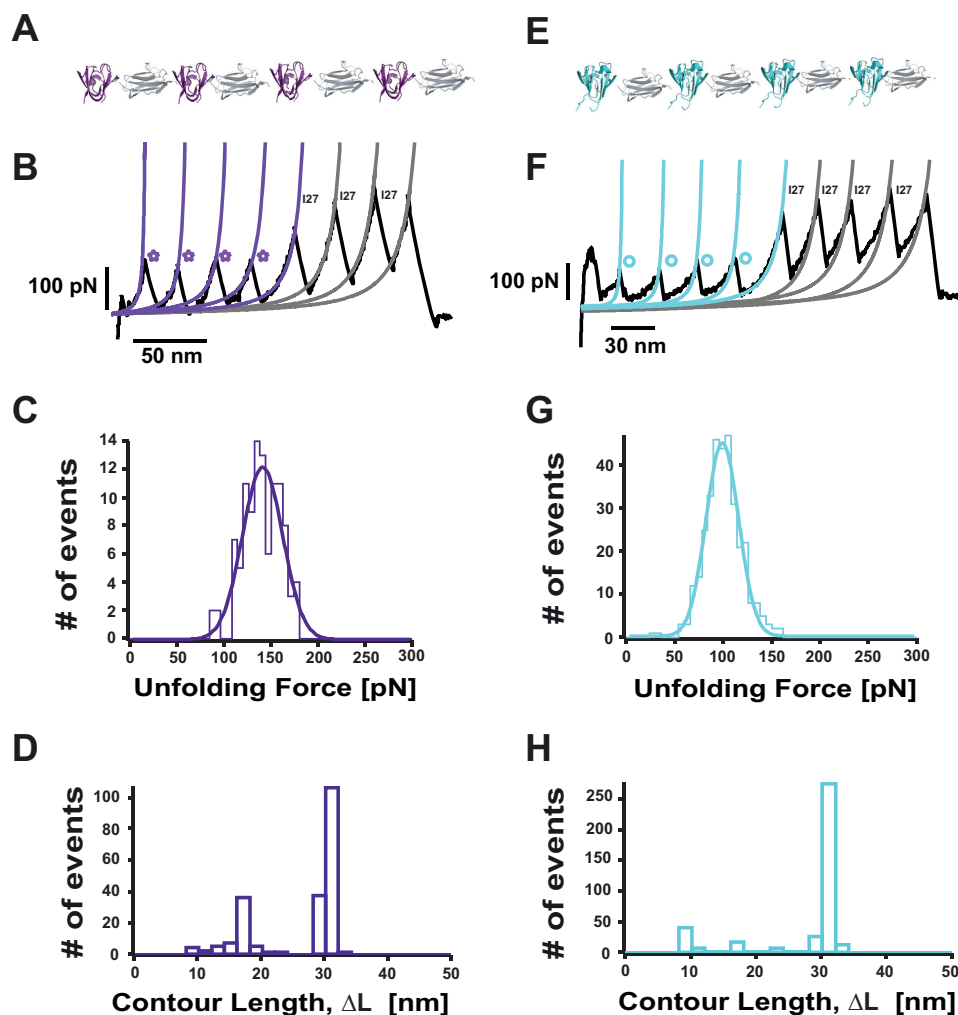 A
E
B
I27
I27
I27
100 pN
50 nm
F
I27
I27
I27
I27
100 pN
30 nm
C
# of events
14
12
10
8
6
4
2
0
0
50
100
150
200
250
300
Unfolding Force [pN]
G
# of events
40
30
20
10
0
0
50
100
150
200
250
300
Unfolding Force [pN]
D
# of events
100
80
60
40
20
0
0
10
20
30
40
50
Contour Length, ΔL [nm]
H
# of events
250
200
150
100
50
0
0
10
20
30
40
50
Contour Length, ΔL [nm]